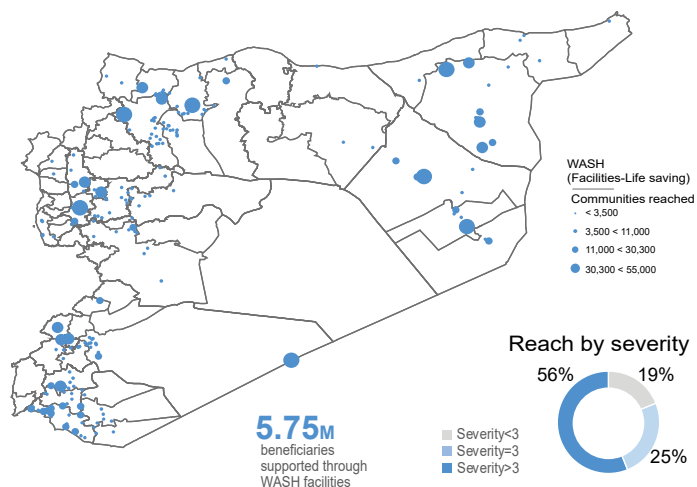 WASH
(Facilities-Life saving)
Communities reached
< 3,500
3,500 < 11,000
11,000 < 30,300
30,300 < 55,000
Reach by severity
56%
19%
25%
5.75M
beneficiaries
supported through
WASH facilities
Severity<3
Severity=3
Severity>3